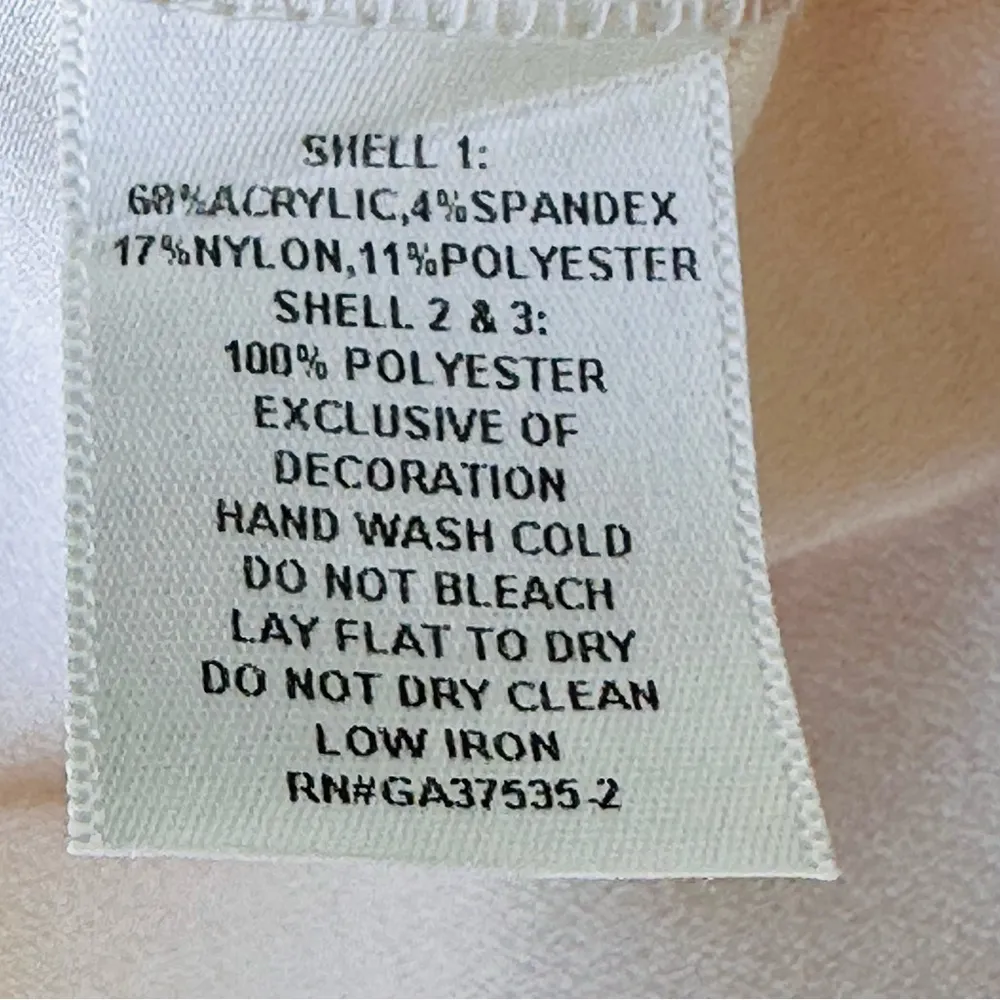 SHELL 1:
68%ACRYLIC,4%SPANDEX
17%NYLON,11%POLYESTER
SHELL 2 & 3:
100% POLYESTER
EXCLUSIVE OF
DECORATION
HAND WASH COLD
DO NOT BLEACH
LAY FLAT TO DRY
DO NOT DRY CLEAN
LOW IRON
RN#GA37535-2